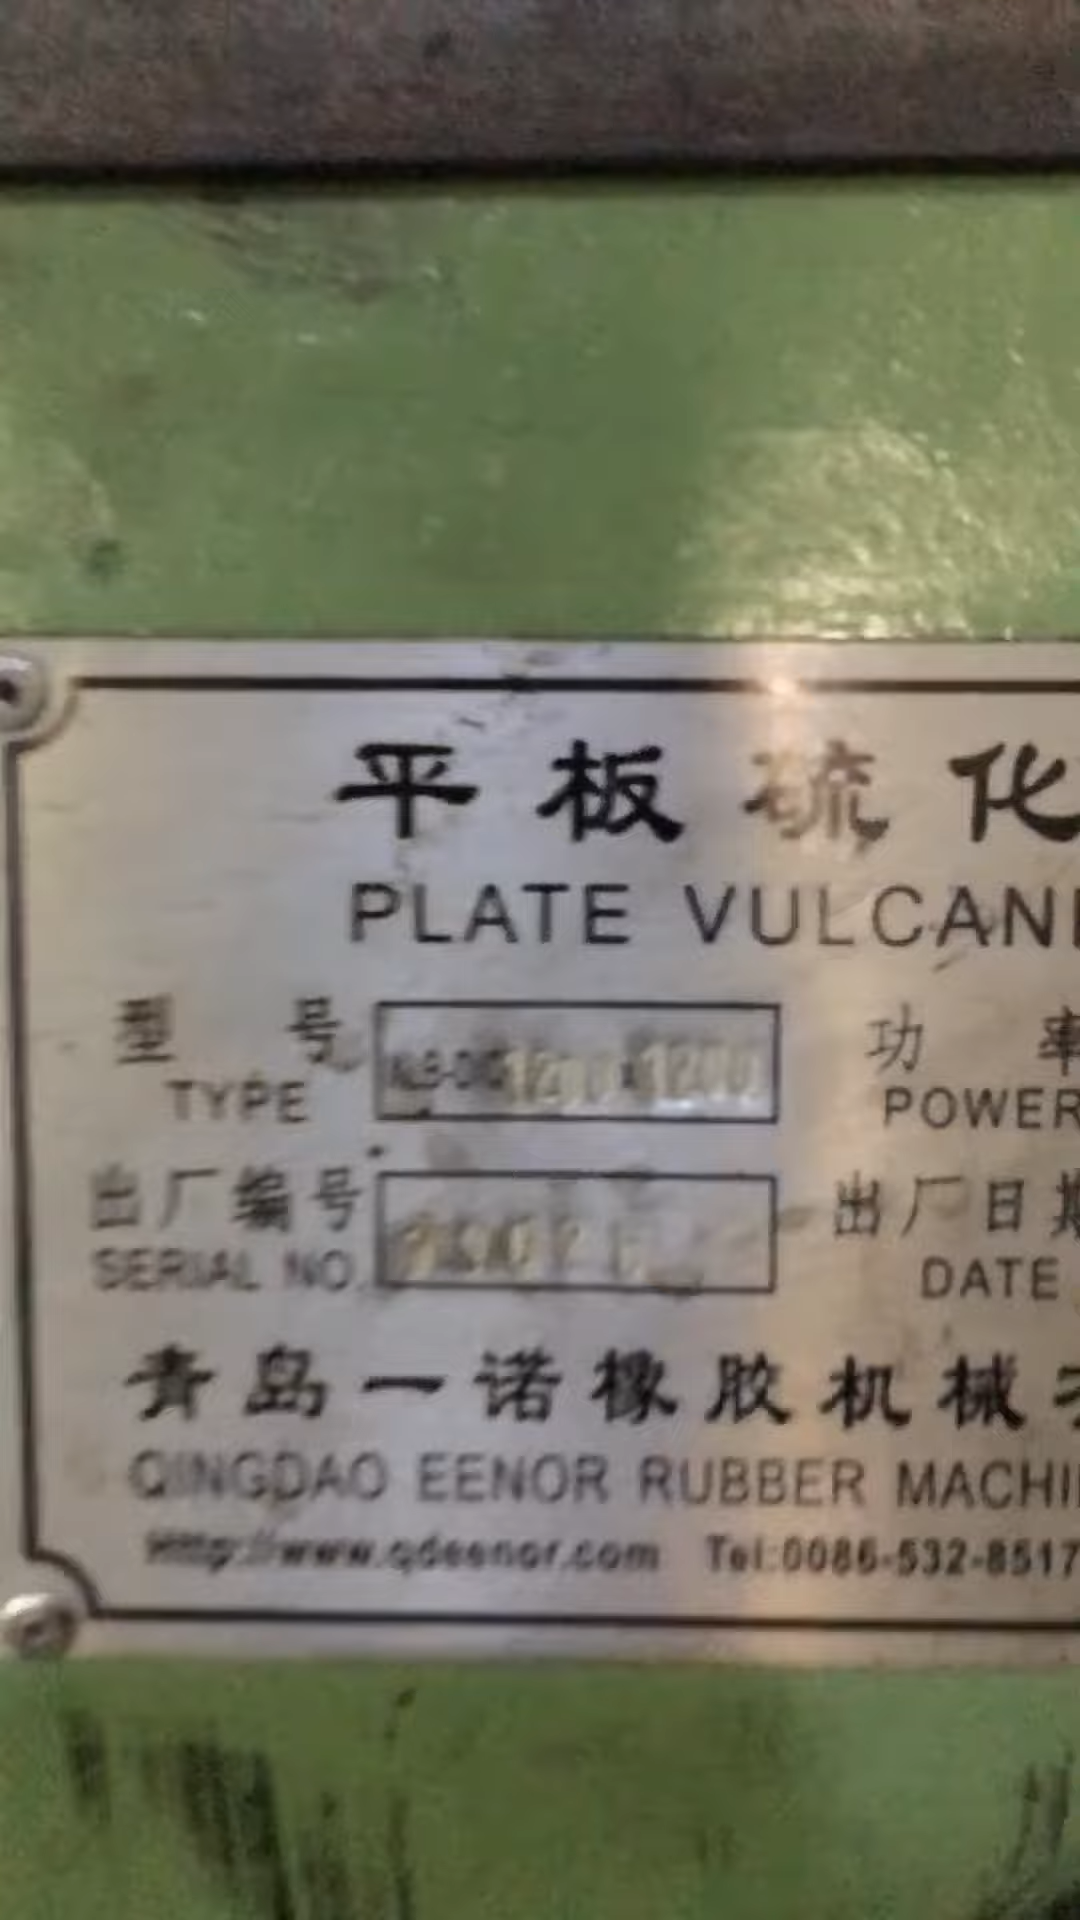 平板硫化
PLATE VULCANI
型号 1200x1200 功率
TYPE POWER
出厂编号 出厂日期
SERIAL NO. DATE
青岛一诺橡胶机械
QINGDAO EENOR RUBBER MACHI
Http://www.qdeenor.com Tel:0086-532-8517